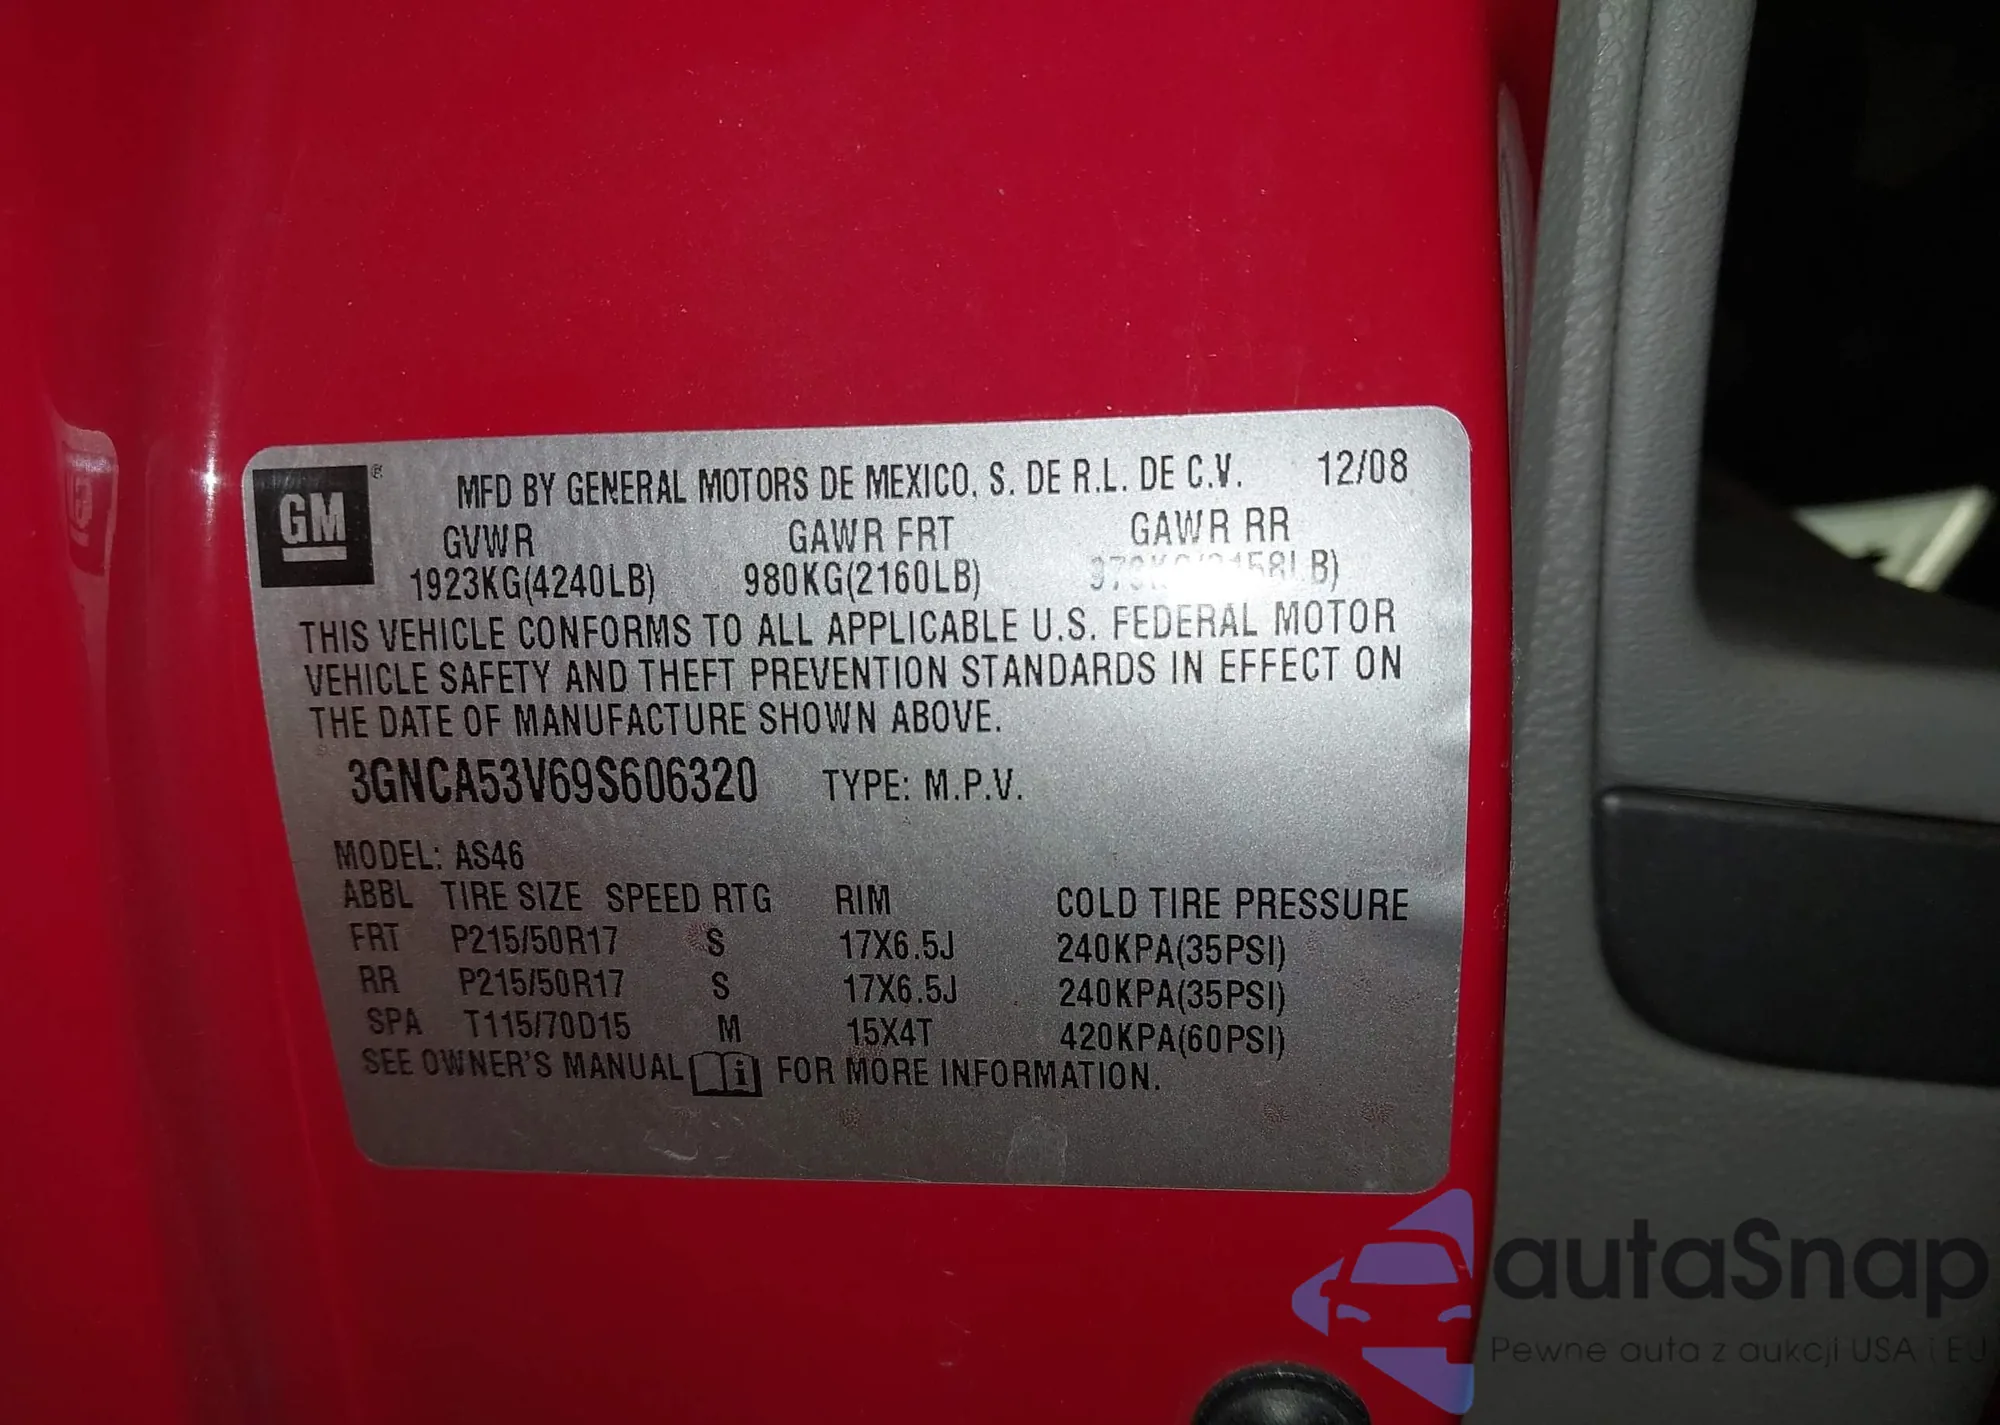 GM
MFD BY GENERAL MOTORS DE MEXICO, S. DE R.L. DE C.V. 12/08
GVWR GAWR FRT GAWR RR
1923KG(4240LB) 980KG(2160LB)
THIS VEHICLE CONFORMS TO ALL APPLICABLE U.S. FEDERAL MOTOR
VEHICLE SAFETY AND THEFT PREVENTION STANDARDS IN EFFECT ON
THE DATE OF MANUFACTURE SHOWN ABOVE.
3GNCA53V69S606320 TYPE: M.P.V.
MODEL: AS46
ABBL TIRE SIZE SPEED RTG RIM COLD TIRE PRESSURE
FRT P215/50R17 S 17X6.5J 240KPA(35PSI)
RR P215/50R17 S 17X6.5J 240KPA(35PSI)
SPA T115/70D15 M 15X4T 420KPA(60PSI)
SEE OWNER'S MANUAL i FOR MORE INFORMATION.
autaSnap
Pewne auta z aukcji USA i EU